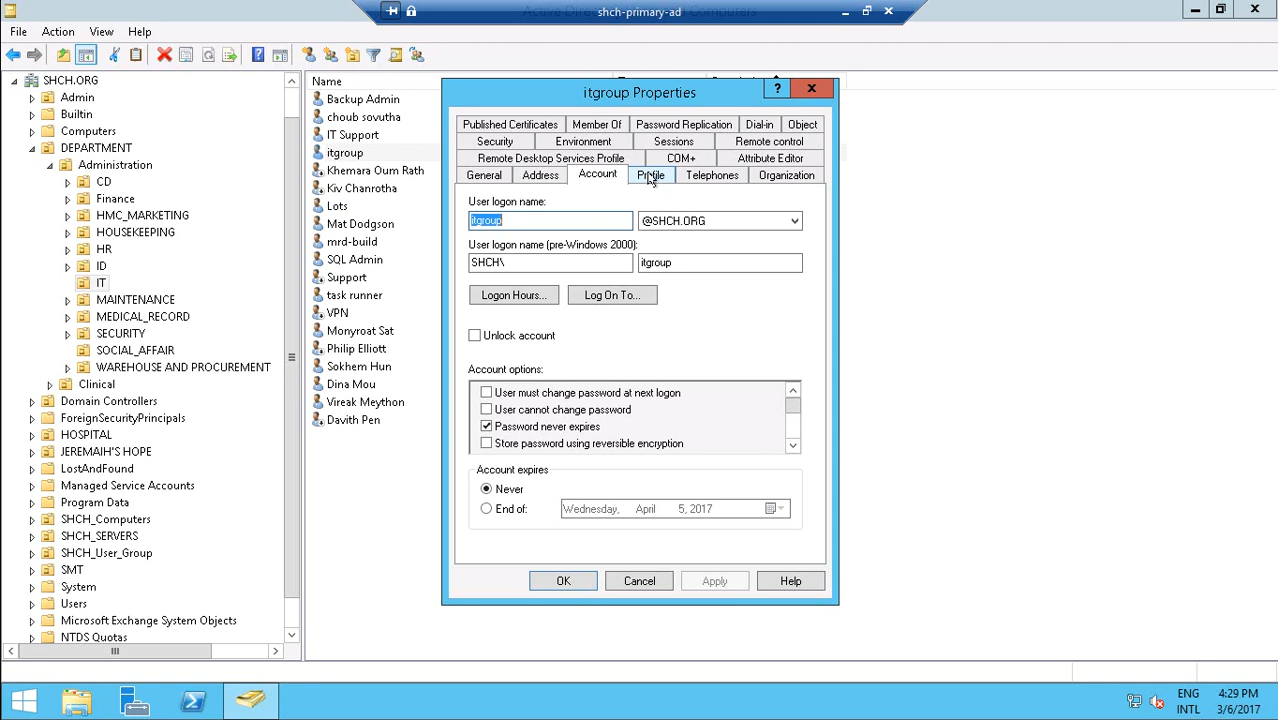 Active Directory Users and Computers
shch-primary-ad
File Action View Help
SHCH.ORG
Admin
Builtin
Computers
DEPARTMENT
Administration
CD
Finance
HMC_MARKETING
HOUSEKEEPING
HR
ID
IT
MAINTENANCE
MEDICAL_RECORD
SECURITY
SOCIAL_AFFAIR
WAREHOUSE AND PROCUREMENT
Clinical
Domain Controllers
ForeignSecurityPrincipals
HOSPITAL
JEREMAIH'S HOPE
LostAndFound
Managed Service Accounts
Program Data
SHCH_Computers
SHCH_SERVERS
SHCH_User_Group
SMT
System
Users
Microsoft Exchange System Objects
NTDS Quotas
Name
Backup Admin
choub sovutha
IT Support
itgroup
Khemara Oum Rath
Kiv Chanrotha
Lots
Mat Dodgson
mrd-build
SQL Admin
Support
task runner
VPN
Monyroat Sat
Philip Elliott
Sokhem Hun
Dina Mou
Vireak Meython
Davith Pen
itgroup Properties
? X
Published Certificates Member Of Password Replication Dial-in Object
Security Environment Sessions Remote control
Remote Desktop Services Profile COM+ Attribute Editor
General Address Account Profile Telephones Organization
User logon name:
itgroup @SHCH.ORG
User logon name (pre-Windows 2000):
SHCH\ itgroup
Logon Hours... Log On To...
Unlock account
Account options:
User must change password at next logon
User cannot change password
Password never expires
Store password using reversible encryption
Account expires
Never
End of: Wednesday, April 5, 2017
OK Cancel Apply Help
ENG 4:29 PM
INTL 3/6/2017